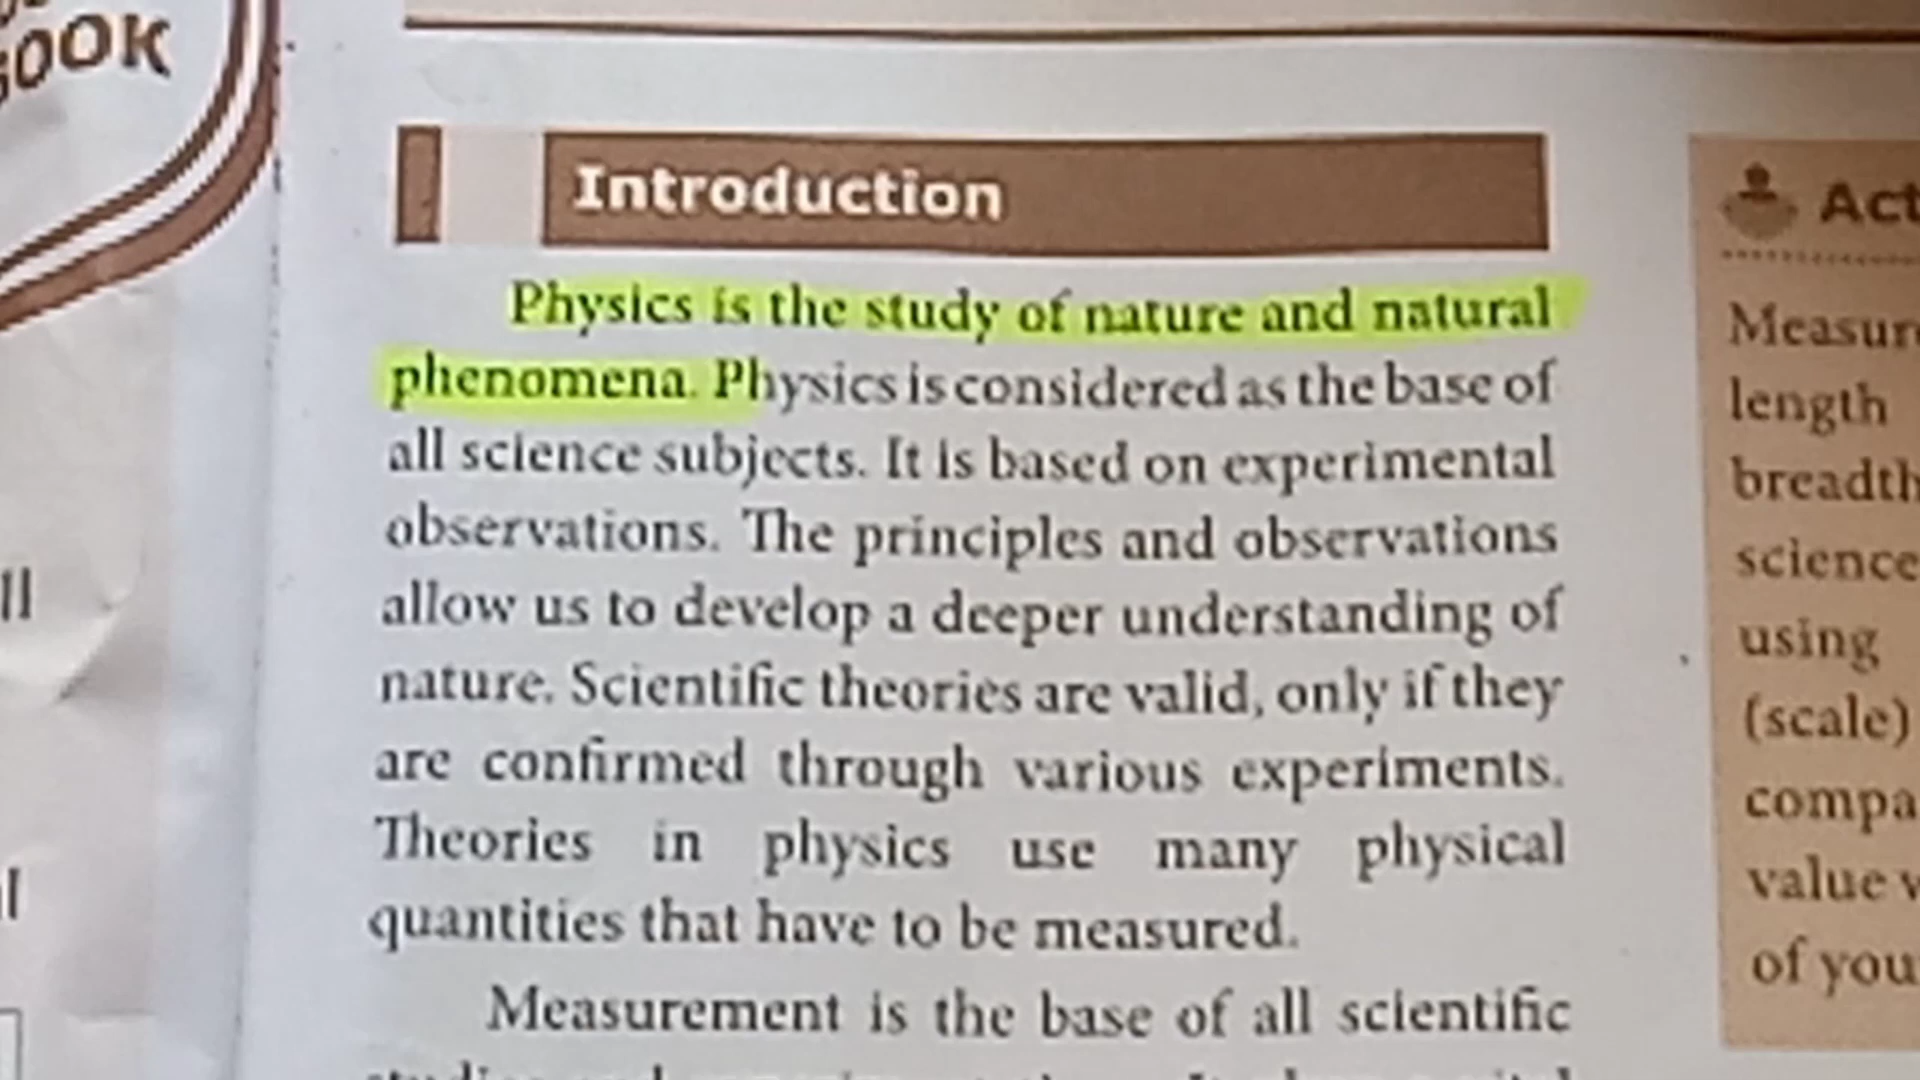 OOK
Introduction
Physics is the study of nature and natural
phenomena. Physics is considered as the base of
all science subjects. It is based on experimental
observations. The principles and observations
allow us to develop a deeper understanding of
nature. Scientific theories are valid, only if they
are confirmed through various experiments.
Theories in physics use many physical
quantities that have to be measured.
Measurement is the base of all scientific
Act
Measure
length
breadth
science
using
(scale)
compa
value
of you